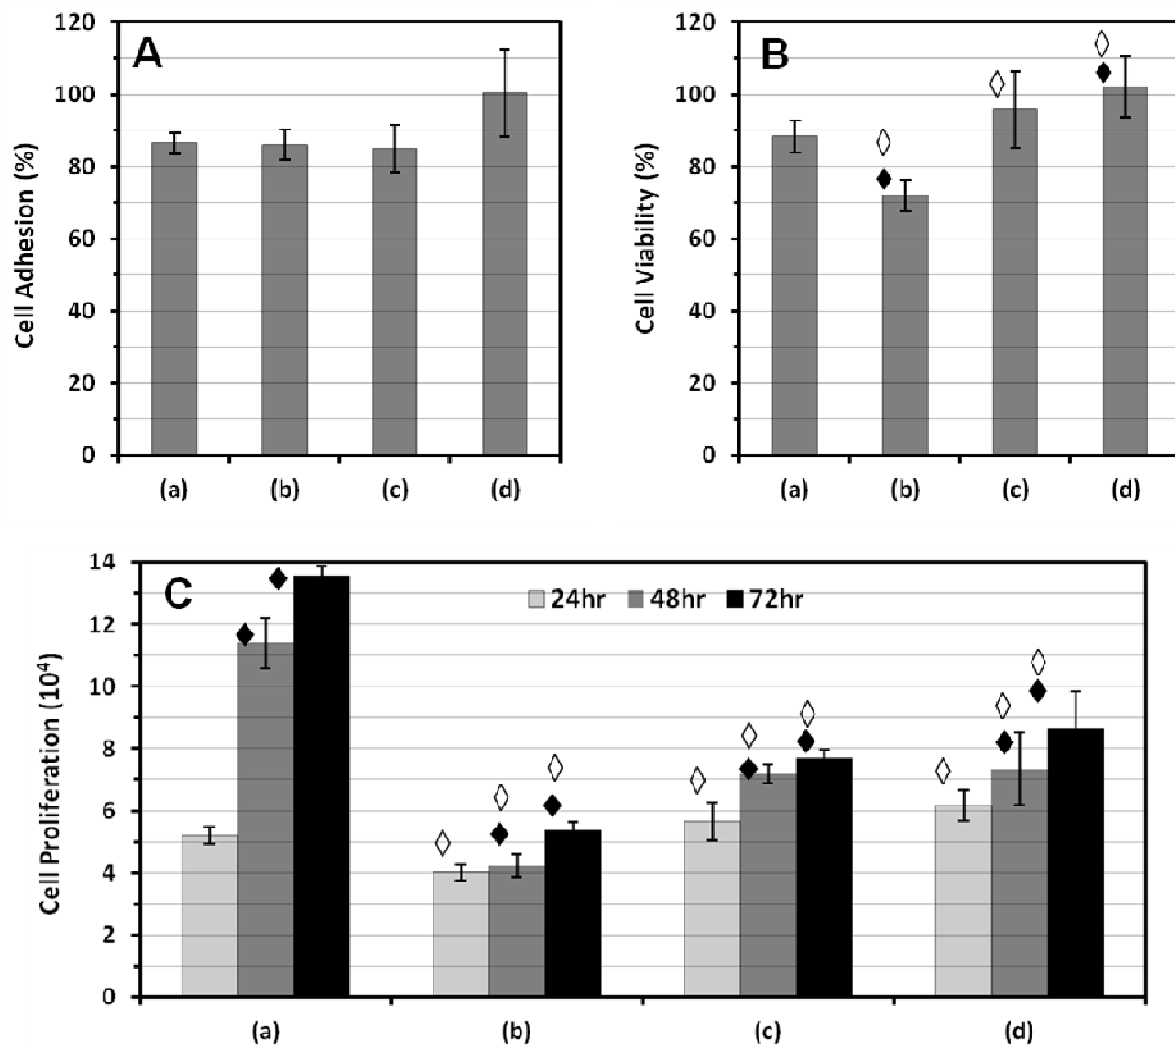 A
Cell Adhesion (%)
120
100
80
60
40
20
0
(a) (b) (c) (d)
B
Cell Viability (%)
120
100
80
60
40
20
0
(a) (b) (c) (d)
C
24hr 48hr 72hr
Cell Proliferation (10⁴)
14
12
10
8
6
4
2
0
(a) (b) (c) (d)